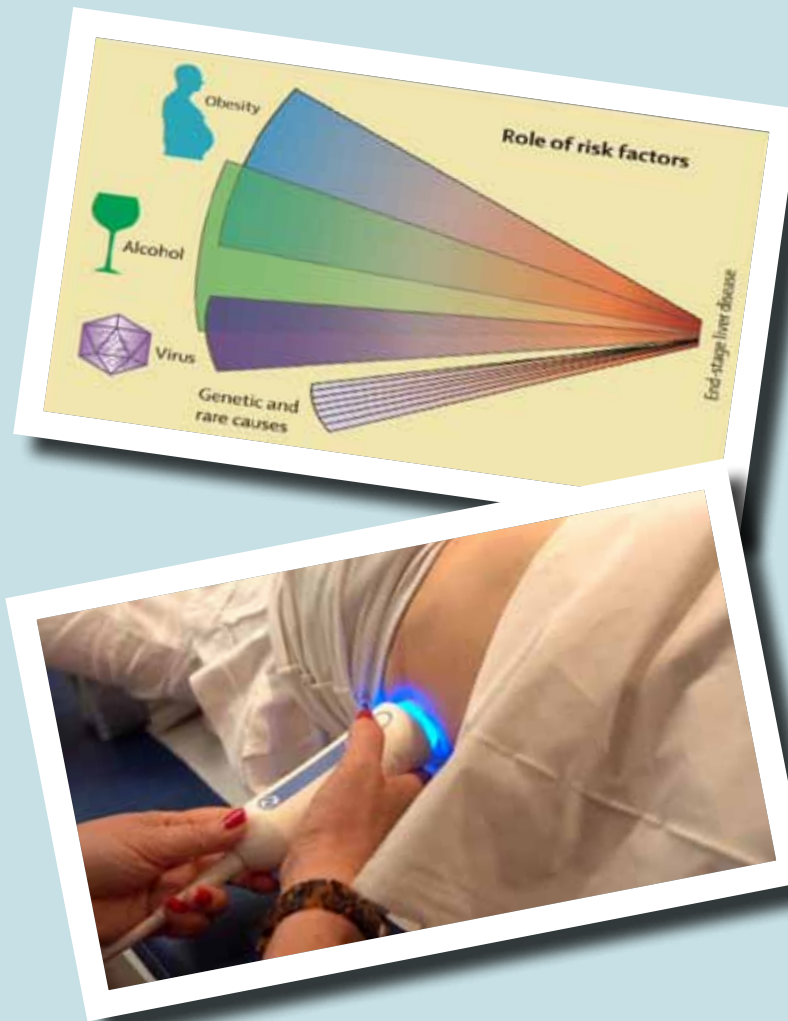 Obesity
Role of risk factors
Alcohol
Virus
Genetic and
rare causes
End-stage liver disease